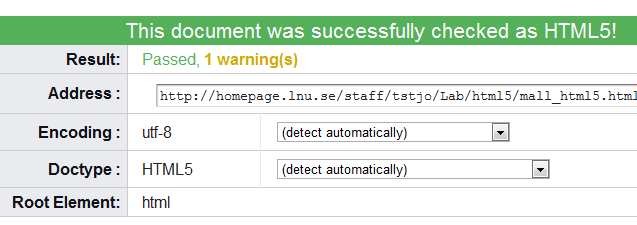 This document was successfully checked as HTML5!
Result: Passed, 1 warning(s)
Address : http://homepage.lnu.se/staff/tstjo/Lab/html5/mall_html5.html
Encoding : utf-8 (detect automatically)
Doctype : HTML5 (detect automatically)
Root Element: html